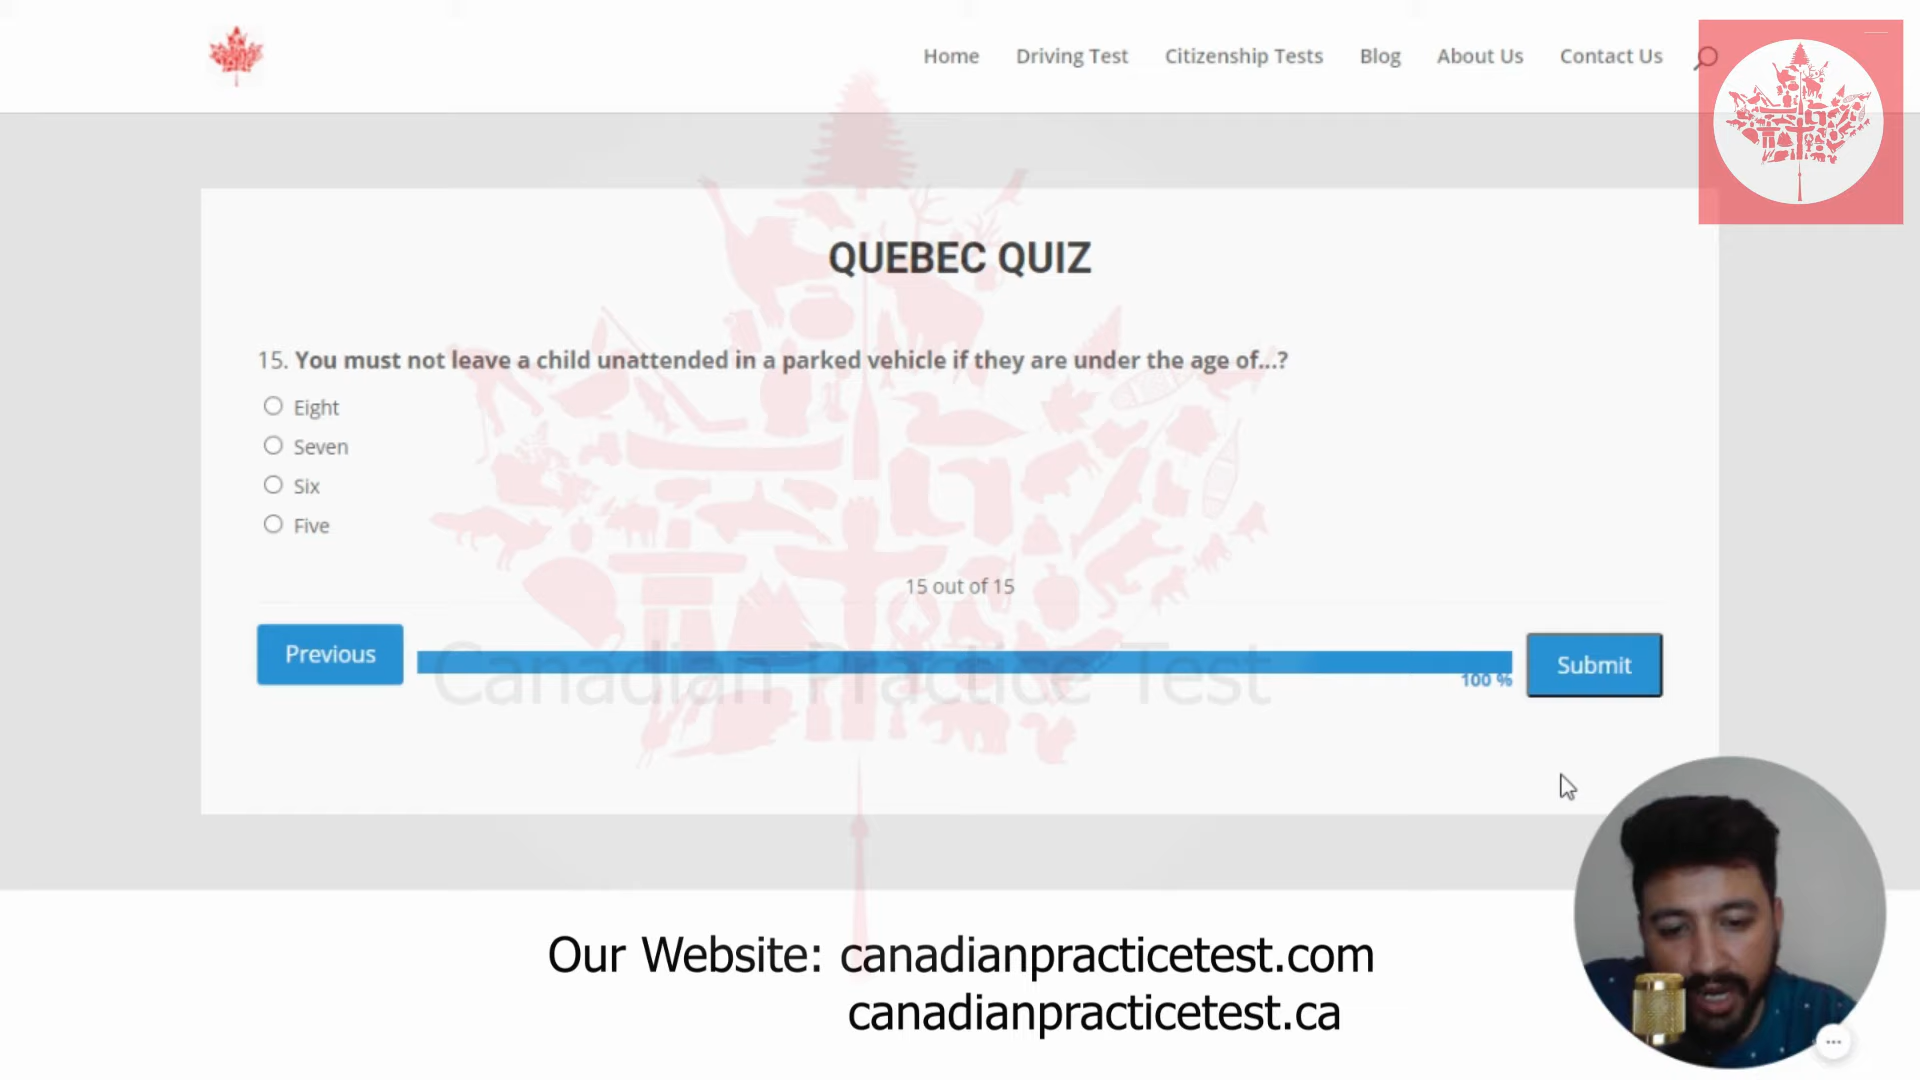 Home Driving Test Citizenship Tests Blog About Us Contact Us
QUEBEC QUIZ
15. You must not leave a child unattended in a parked vehicle if they are under the age of...?
Eight
Seven
Six
Five
15 out of 15
Previous
Canadian Practice Test
100 %
Submit
Our Website: canadianpracticetest.com
canadianpracticetest.ca